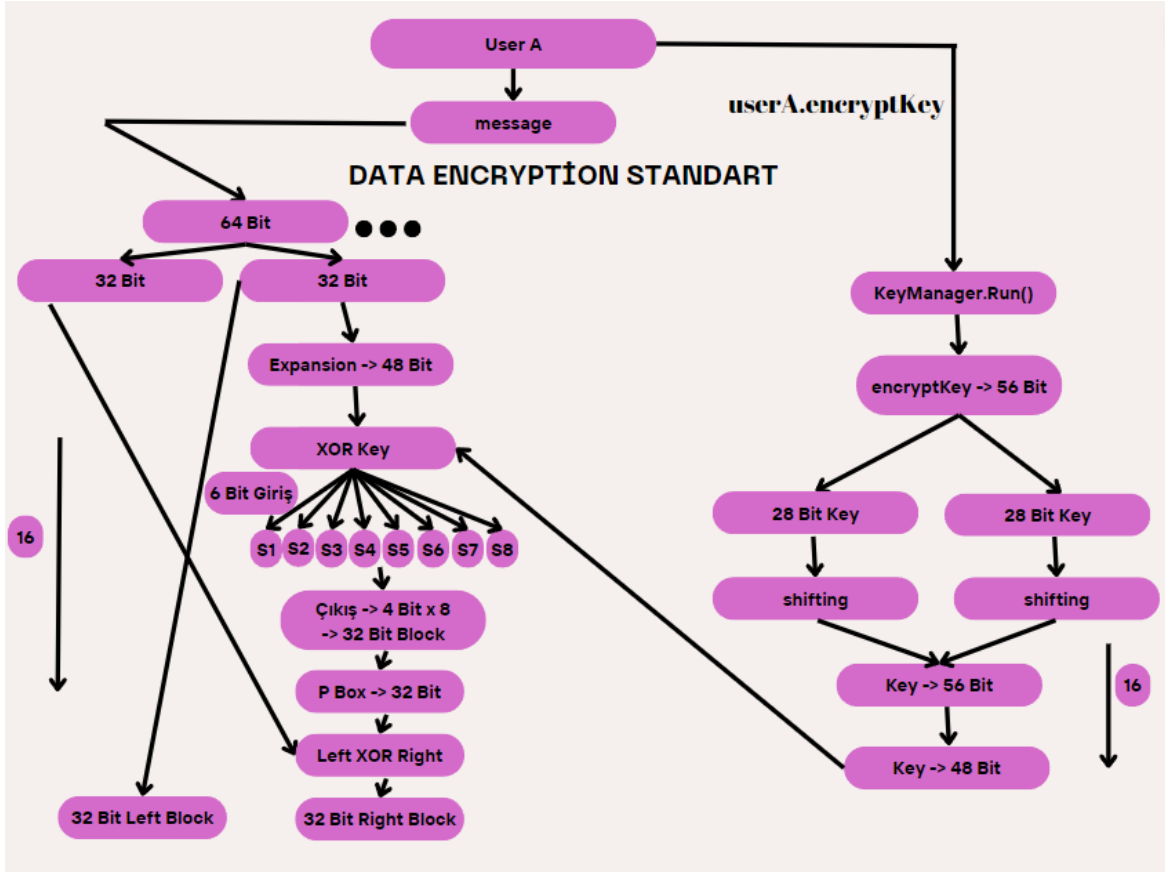 User A
userA.encryptKey
message
DATA ENCRYPTİON STANDART
64 Bit
32 Bit
32 Bit
KeyManager.Run()
Expansion -> 48 Bit
encryptKey -> 56 Bit
XOR Key
6 Bit Giriş
28 Bit Key
28 Bit Key
16
S1
S2
S3
S4
S5
S6
S7
S8
Çıkış -> 4 Bit x 8
-> 32 Bit Block
shifting
shifting
P Box -> 32 Bit
Key -> 56 Bit
16
Left XOR Right
Key -> 48 Bit
32 Bit Left Block
32 Bit Right Block